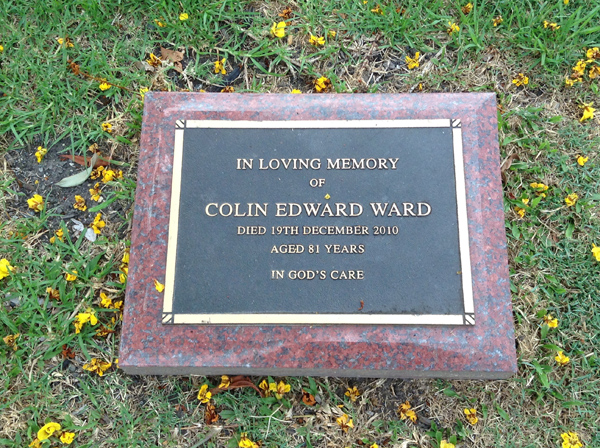 IN LOVING MEMORY
OF
COLIN EDWARD WARD
DIED 19TH DECEMBER 2010
AGED 81 YEARS
IN GOD'S CARE